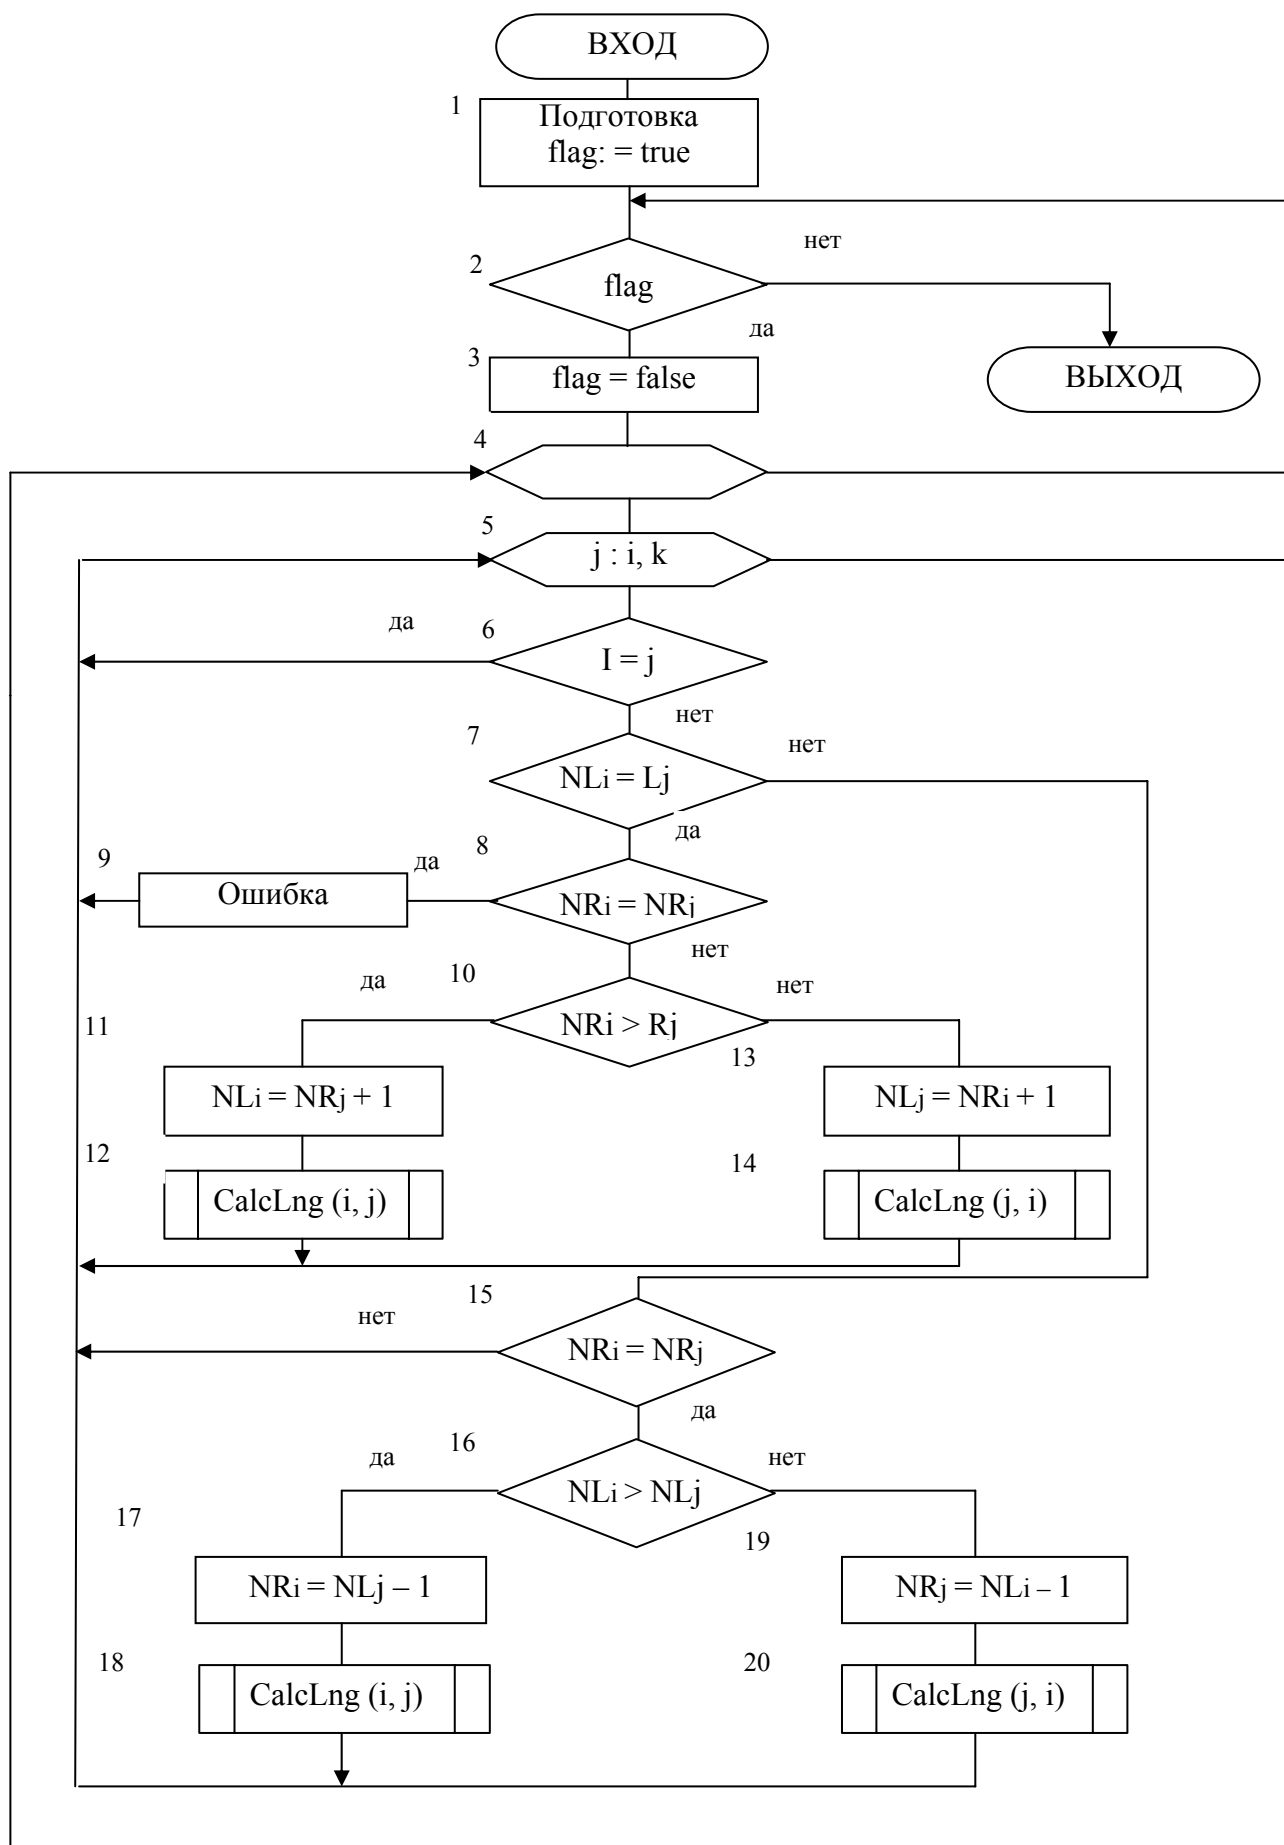 ВХОД
1
Подготовка
flag: = true
нет
2
flag
да
3
flag = false
ВЫХОД
4
5
j : i, k
да
6
I = j
нет
7
нет
NLi = Lj
да
9
да
8
Ошибка
NRi = NRj
нет
да
10
нет
NRi > Rj
11
13
NLi = NRj + 1
NLj = NRi + 1
12
14
CalcLng (i, j)
CalcLng (j, i)
15
нет
NRi = NRj
да
да
16
нет
NLi > NLj
17
19
NRi = NLj – 1
NRj = NLi – 1
18
20
CalcLng (i, j)
CalcLng (j, i)